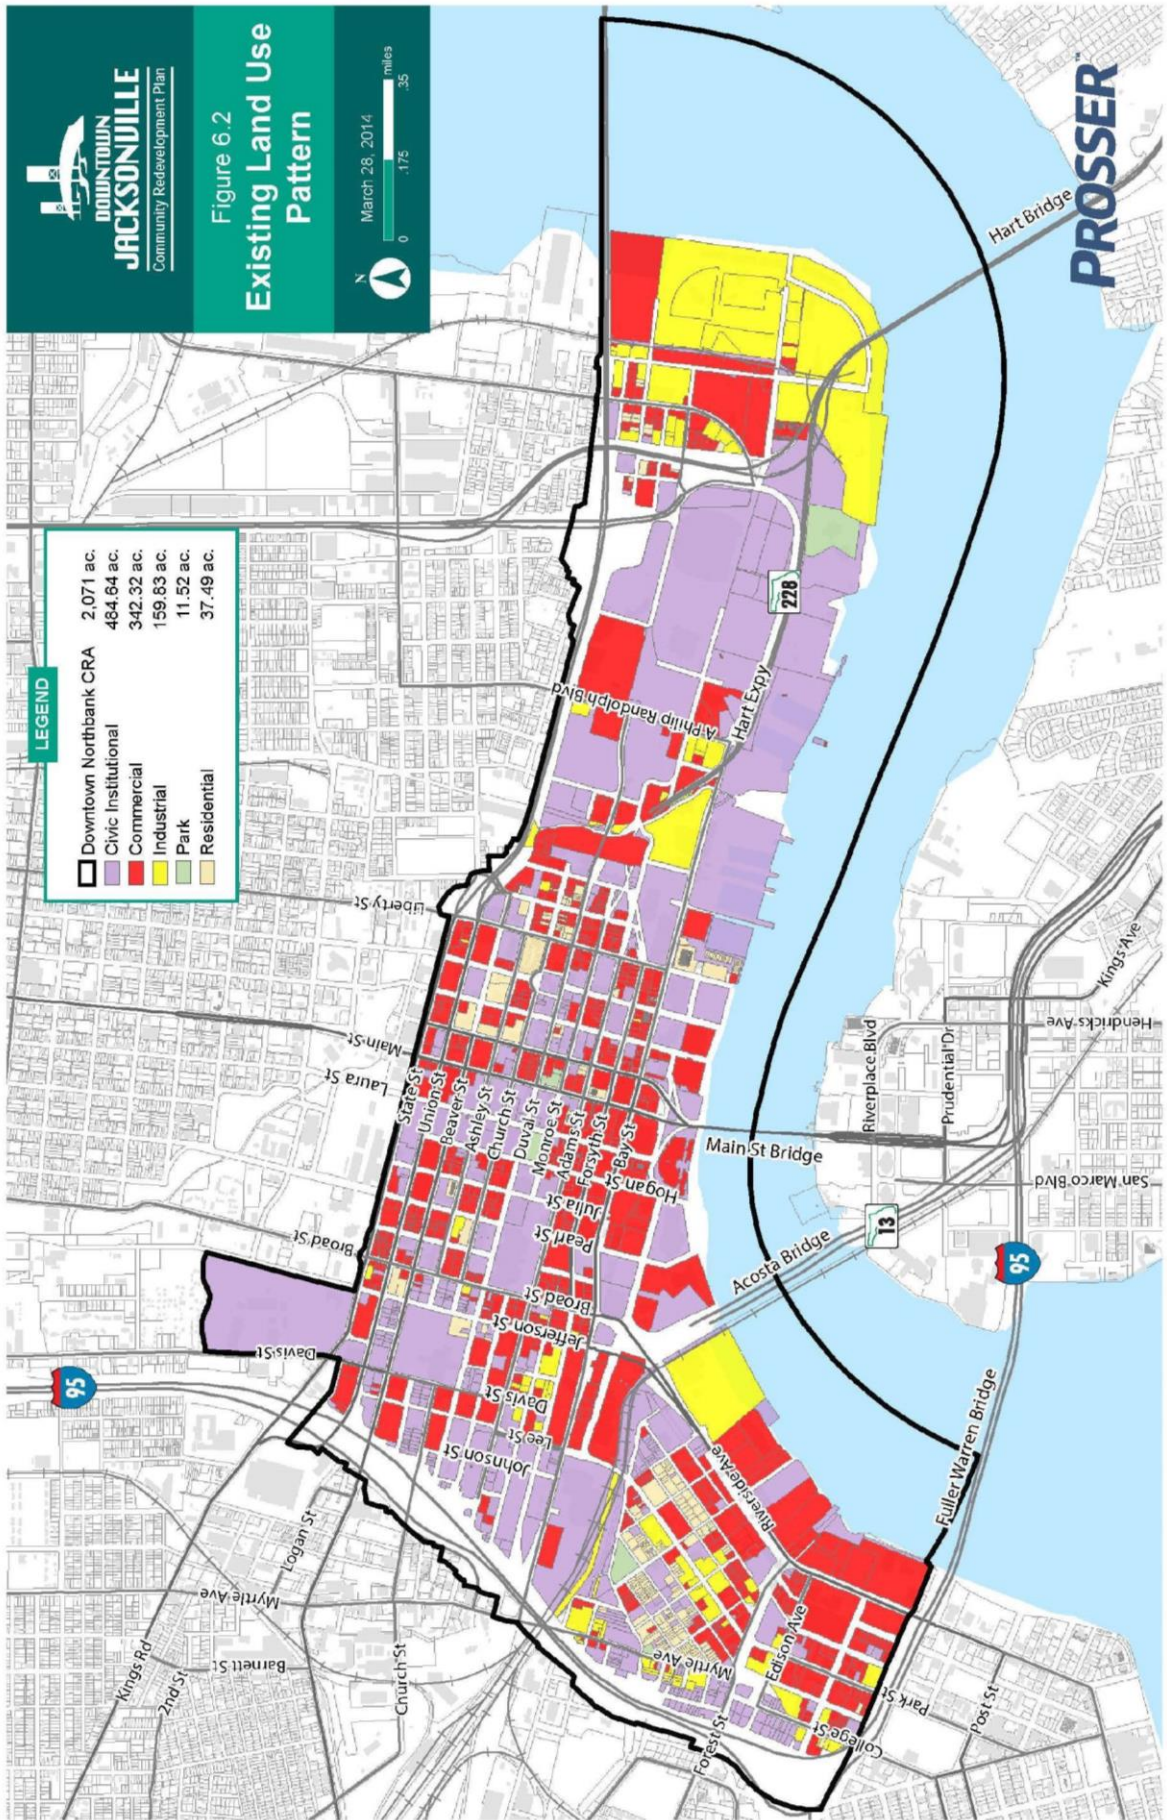 DOWNTOWN
JACKSONVILLE
Community Redevelopment Plan
Figure 6.2
Existing Land Use
Pattern
March 28, 2014
N
0 .175 .35
miles
LEGEND
Downtown Northbank CRA 2,071 ac.
Civic Institutional 484.64 ac.
Commercial 342.32 ac.
Industrial 159.83 ac.
Park 11.52 ac.
Residential 37.49 ac.
95
Kings Rd
2nd St
Myrtle Ave
Barnett St
Logan St
Church St
Davis St
Broad St
Laura St
Main St
Liberty St
State St
Union St
Beaver St
Ashley St
Church St
Duval St
Monroe St
Adams St
Forsyth St
Bay St
Hogan St
Julia St
Pearl St
Broad St
Jefferson St
Davis St
Lee St
Johnson St
A Philip Randolph Blvd
Hart Expy
228
Hart Bridge
Myrtle Ave
Forest St
Edison Ave
Riverside Ave
College St
Park St
Post St
Fuller Warren Bridge
Acosta Bridge
Main St Bridge
13
95
Riverplace Blvd
Prudential Dr
San Marco Blvd
Hendricks Ave
Kings Ave
PROSSER™